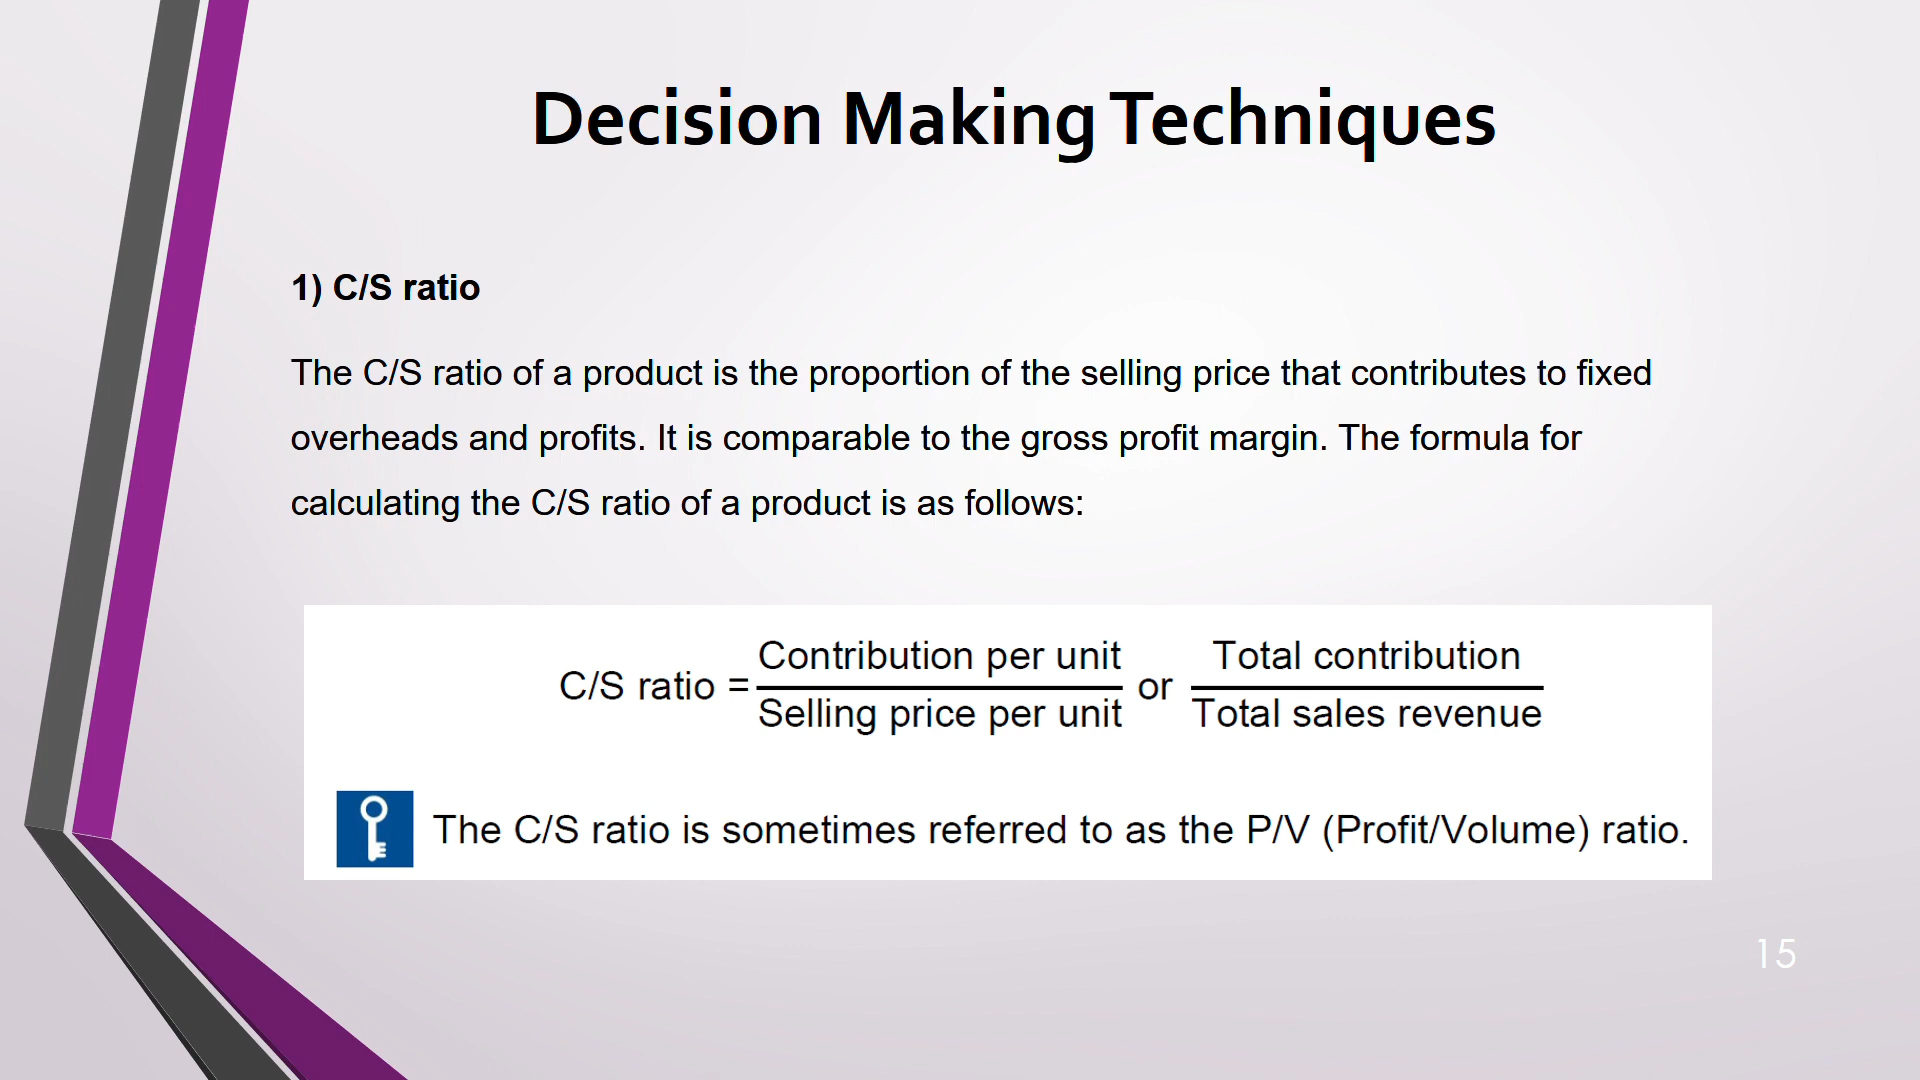 Decision Making Techniques
1) C/S ratio
The C/S ratio of a product is the proportion of the selling price that contributes to fixed
overheads and profits. It is comparable to the gross profit margin. The formula for
calculating the C/S ratio of a product is as follows:
C/S ratio = Contribution per unit / Selling price per unit or Total contribution / Total sales revenue
The C/S ratio is sometimes referred to as the P/V (Profit/Volume) ratio.
15